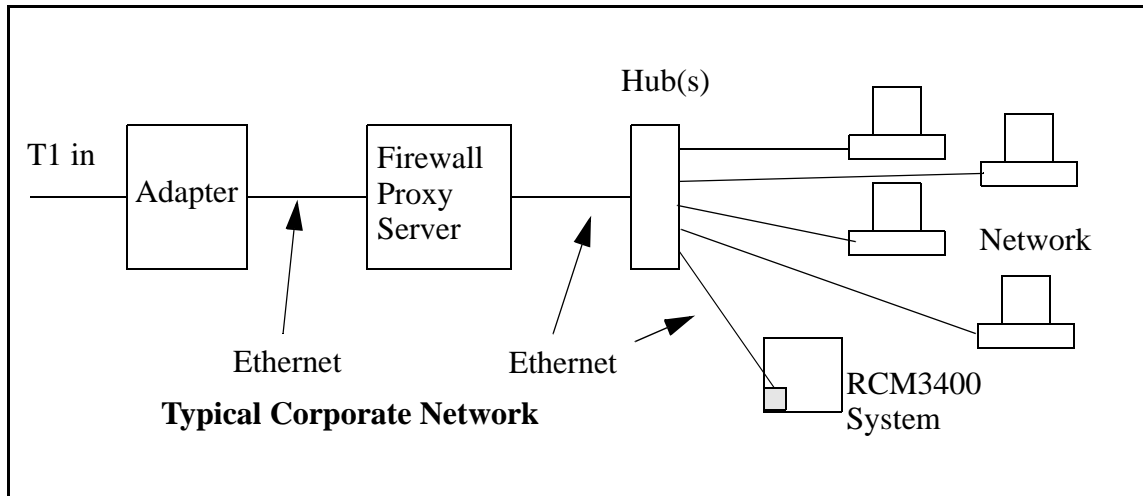 Hub(s)
T1 in
Adapter
Firewall
Proxy
Server
Network
Ethernet
Ethernet
RCM3400
System
Typical Corporate Network